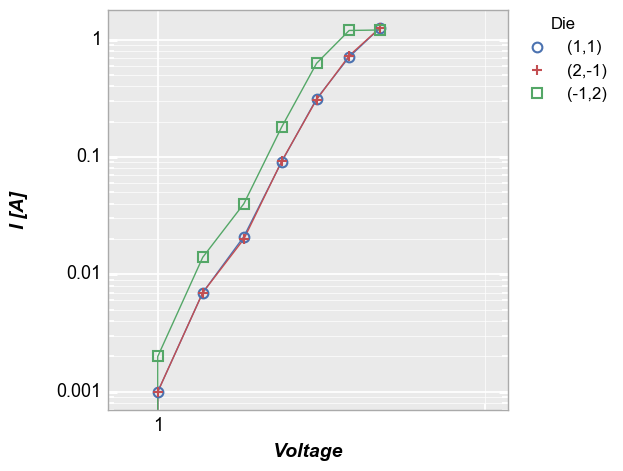 Die
(1,1)
(2,-1)
(-1,2)
1
0.1
0.01
0.001
I [A]
1
Voltage